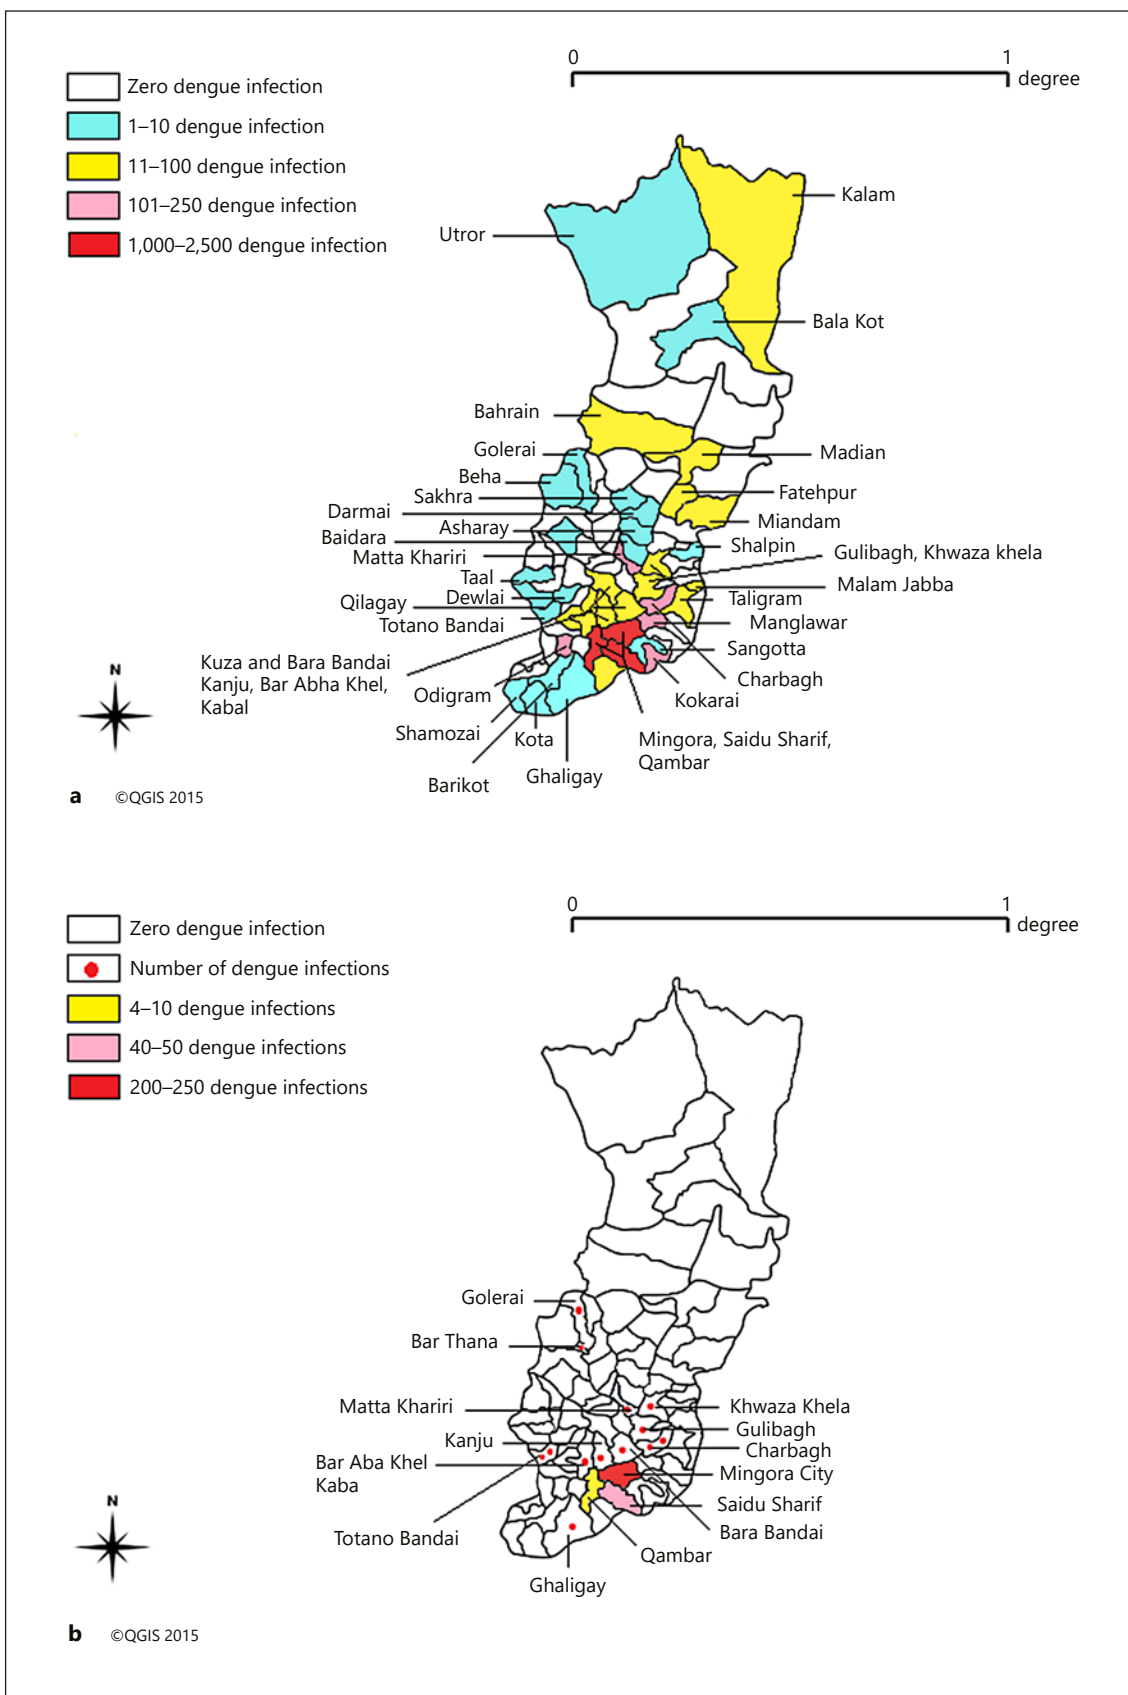 0
1
degree
Zero dengue infection
1–10 dengue infection
11–100 dengue infection
101–250 dengue infection
1,000–2,500 dengue infection
Kalam
Utror
Bala Kot
Bahrain
Golerai
Madian
Beha
Sakhra
Fatehpur
Darmai
Miandam
Asharay
Baidara
Shalpin
Matta Khariri
Gulibagh, Khwaza khela
Taal
Malam Jabba
Dewlai
Taligram
Qilagay
Totano Bandai
Manglawar
Sangotta
Kuza and Bara Bandai
Kanju, Bar Abha Khel,
Kabal
Charbagh
Odigram
Kokarai
Shamozai
Kota
Mingora, Saidu Sharif,
Qambar
Barikot
Ghaligay
N
a ©QGIS 2015
0
1
degree
Zero dengue infection
Number of dengue infections
4–10 dengue infections
40–50 dengue infections
200–250 dengue infections
Golerai
Bar Thana
Matta Khariri
Khwaza Khela
Gulibagh
Kanju
Charbagh
Bar Aba Khel
Kaba
Mingora City
Saidu Sharif
Totano Bandai
Bara Bandai
Qambar
Ghaligay
N
b ©QGIS 2015